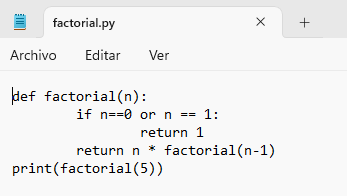 factorial.py
Archivo Editar Ver
def factorial(n):
        if n==0 or n == 1:
                return 1
        return n * factorial(n-1)
print(factorial(5))